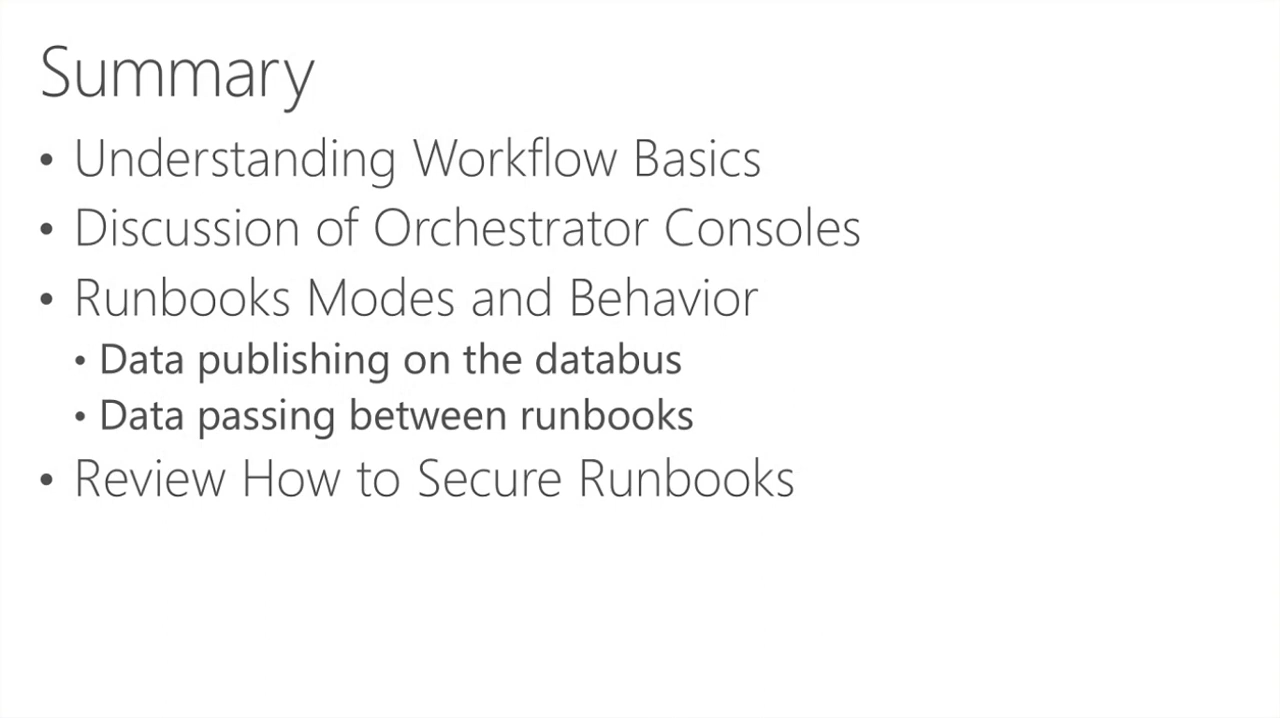 Summary
• Understanding Workflow Basics
• Discussion of Orchestrator Consoles
• Runbooks Modes and Behavior
• Data publishing on the databus
• Data passing between runbooks
• Review How to Secure Runbooks